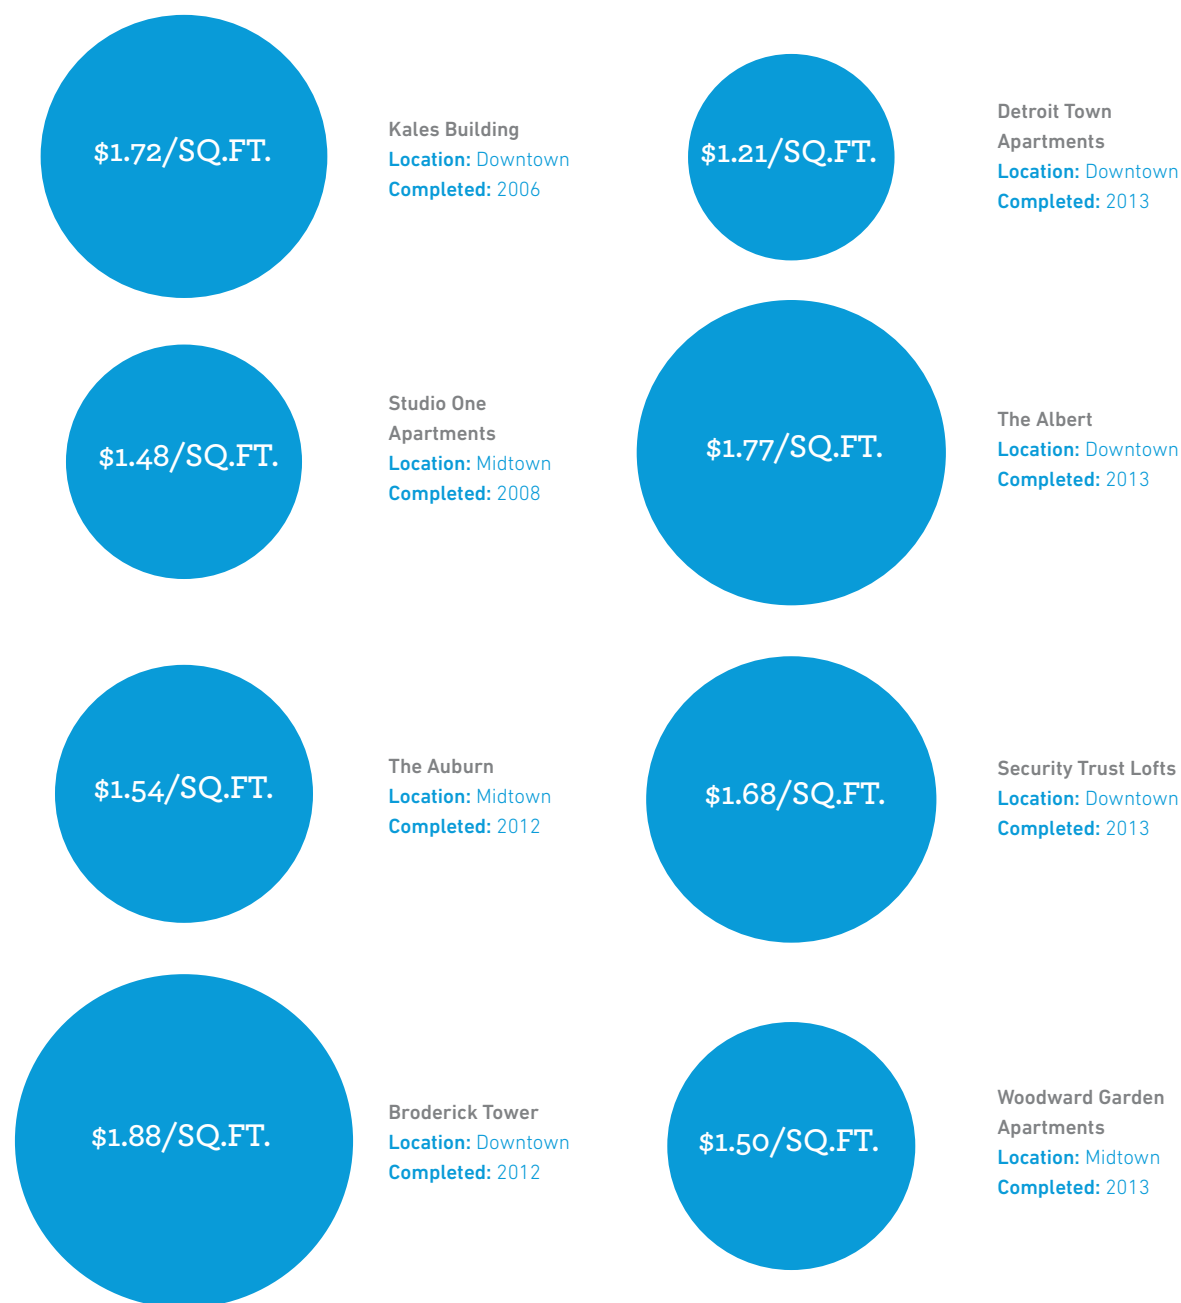 $1.72/SQ.FT.
Kales Building
Location: Downtown
Completed: 2006
$1.21/SQ.FT.
Detroit Town
Apartments
Location: Downtown
Completed: 2013
$1.48/SQ.FT.
Studio One
Apartments
Location: Midtown
Completed: 2008
$1.77/SQ.FT.
The Albert
Location: Downtown
Completed: 2013
$1.54/SQ.FT.
The Auburn
Location: Midtown
Completed: 2012
$1.68/SQ.FT.
Security Trust Lofts
Location: Downtown
Completed: 2013
$1.88/SQ.FT.
Broderick Tower
Location: Downtown
Completed: 2012
$1.50/SQ.FT.
Woodward Garden
Apartments
Location: Midtown
Completed: 2013